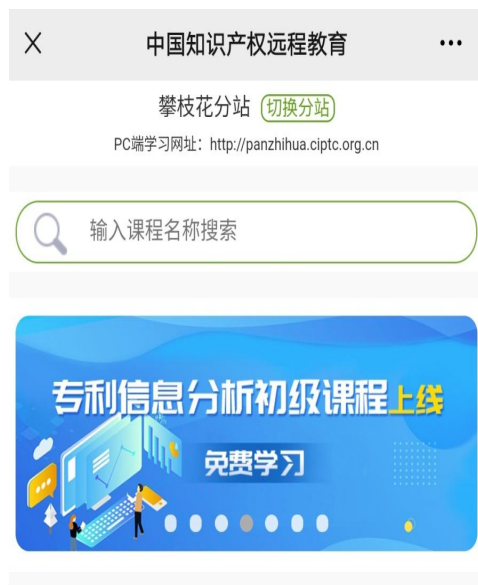 中国知识产权远程教育
攀枝花分站 切换分站
PC端学习网址：http://panzhihua.ciptc.org.cn
输入课程名称搜索
专利信息分析初级课程上线
免费学习